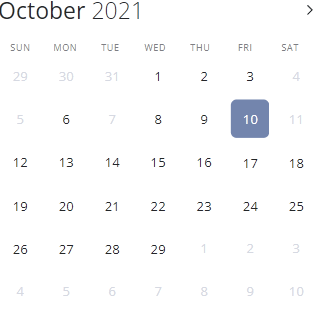 October 2021 >
SUN MON TUE WED THU FRI SAT
29 30 31 1 2 3 4
5 6 7 8 9 10 11
12 13 14 15 16 17 18
19 20 21 22 23 24 25
26 27 28 29 1 2 3
4 5 6 7 8 9 10